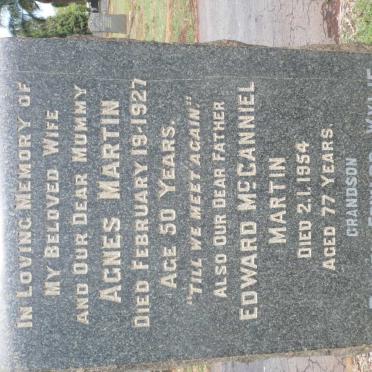 IN LOVING MEMORY OF
MY BELOVED WIFE
AND OUR DEAR MUMMY
AGNES MARTIN
DIED FEBRUARY 19-1927
AGE 50 YEARS.
"TILL WE MEET AGAIN."
ALSO OUR DEAR FATHER
EDWARD MCCANNEL
MARTIN
DIED 2.1.1954
AGED 77 YEARS.
GRANDSON